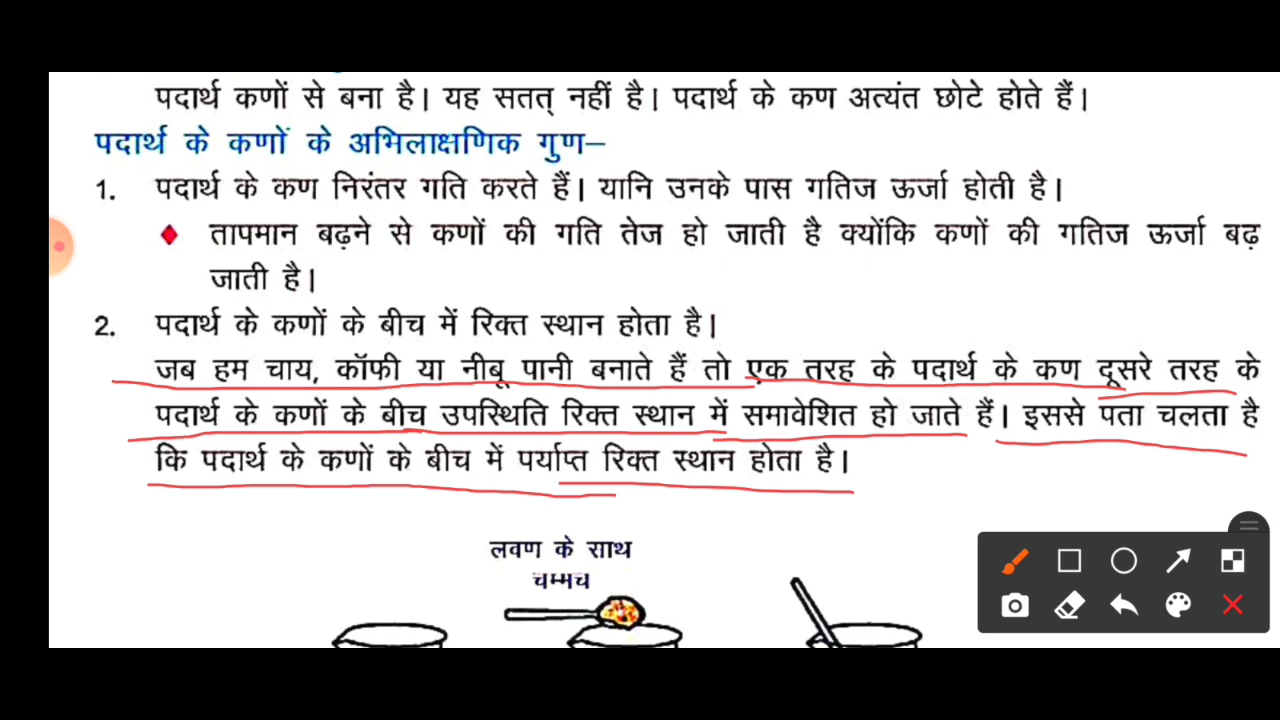 पदार्थ कणों से बना है। यह सतत् नहीं है। पदार्थ के कण अत्यंत छोटे होते हैं।
पदार्थ के कणों के अभिलाक्षणिक गुण–
1. पदार्थ के कण निरंतर गति करते हैं। यानि उनके पास गतिज ऊर्जा होती है।
♦ तापमान बढ़ने से कणों की गति तेज हो जाती है क्योंकि कणों की गतिज ऊर्जा बढ़
जाती है।
2. पदार्थ के कणों के बीच में रिक्त स्थान होता है।
जब हम चाय, कॉफी या नीबू पानी बनाते हैं तो एक तरह के पदार्थ के कण दूसरे तरह के
पदार्थ के कणों के बीच उपस्थिति रिक्त स्थान में समावेशित हो जाते हैं। इससे पता चलता है
कि पदार्थ के कणों के बीच में पर्याप्त रिक्त स्थान होता है।
लवण के साथ
चम्मच